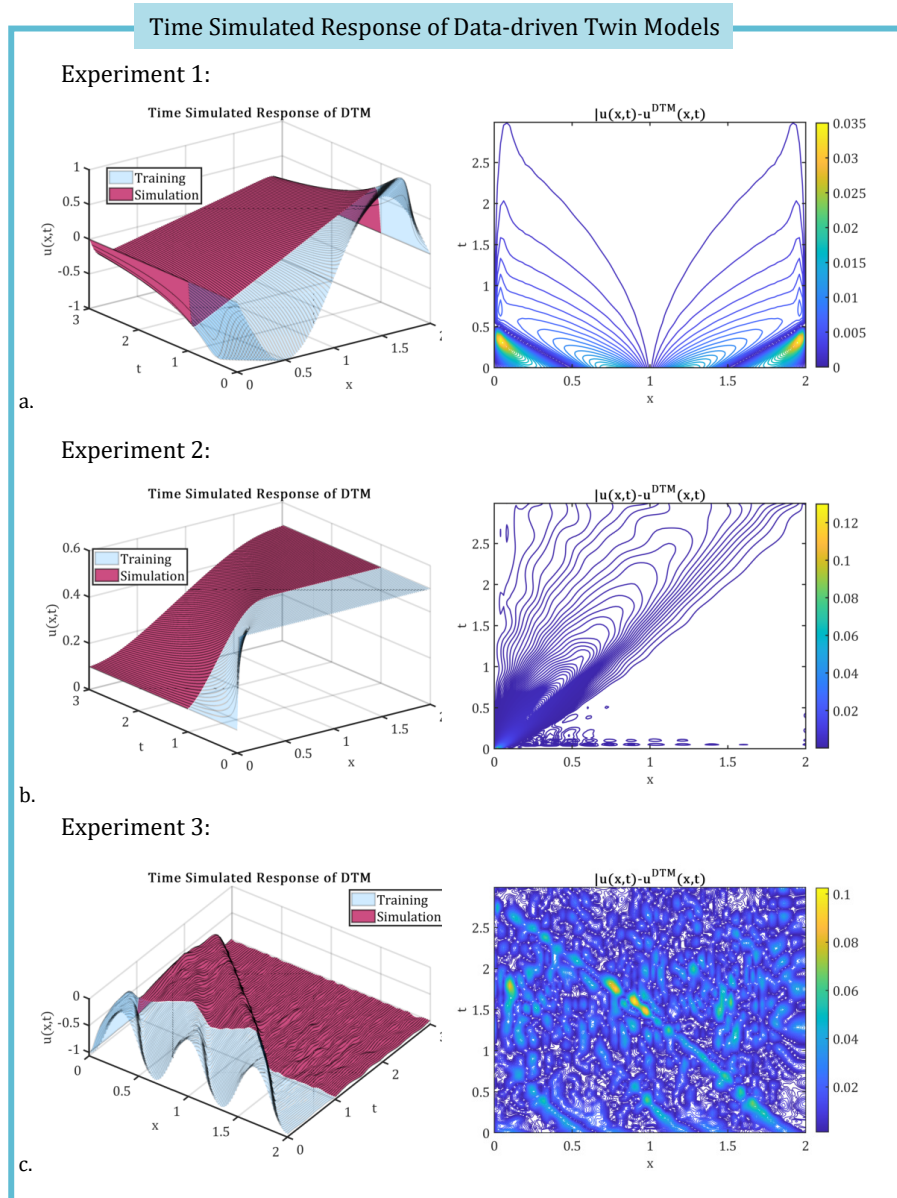 Time Simulated Response of Data-driven Twin Models
Experiment 1:
Time Simulated Response of DTM
Training
Simulation
1
0.5
0
-0.5
-1
u(x,t)
3
2
1
0
t
0
0.5
1
1.5
2
x
|u(x,t)-u^DTM(x,t)
2.5
2
1.5
1
0.5
0
t
0.5
1
1.5
2
x
0.035
0.03
0.025
0.02
0.015
0.01
0.005
0
a.
Experiment 2:
Time Simulated Response of DTM
Training
Simulation
0.6
0.4
0.2
0
u(x,t)
3
2
1
0
t
0
0.5
1
1.5
2
x
|u(x,t)-u^DTM(x,t)
2.5
2
1.5
1
0.5
0
t
0
0.5
1
1.5
2
x
0.12
0.1
0.08
0.06
0.04
0.02
b.
Experiment 3:
Time Simulated Response of DTM
Training
Simulation
0
-0.5
-1
u(x,t)
0
0.5
1
1.5
2
x
0
1
2
3
t
|u(x,t)-u^DTM(x,t)
2.5
2
1.5
1
0.5
0
t
0
0.5
1
1.5
2
x
0.1
0.08
0.06
0.04
0.02
c.